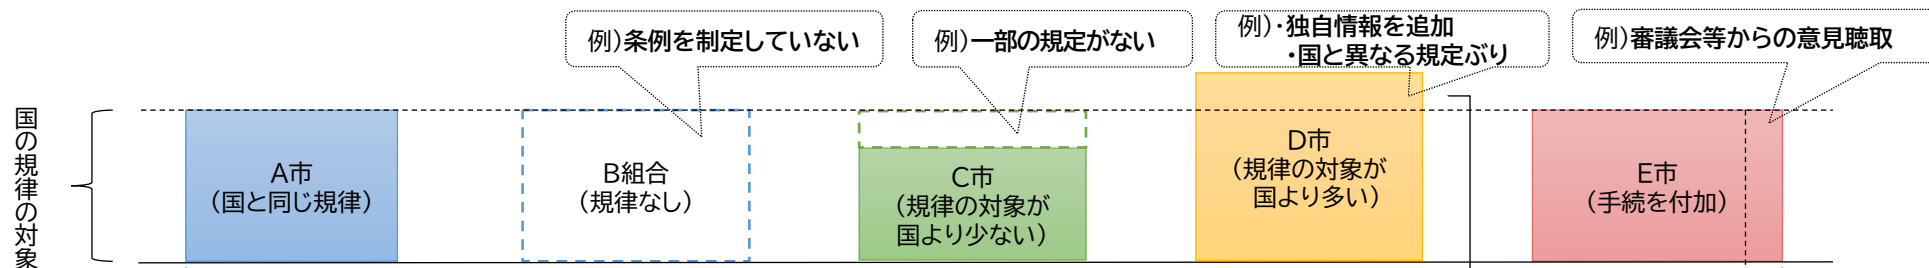 例）条例を制定していない
例）一部の規定がない
例）・独自情報を追加
・国と異なる規定ぶり
例）審議会等からの意見聴取
国の規律の対象
A市
（国と同じ規律）
B組合
（規律なし）
C市
（規律の対象が
国より少ない）
D市
（規律の対象が
国より多い）
E市
（手続を付加）